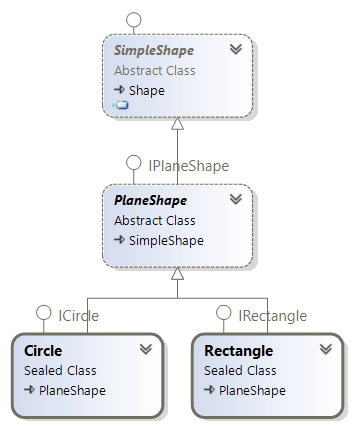 SimpleShape
Abstract Class
Shape
IPlaneShape
PlaneShape
Abstract Class
SimpleShape
ICircle
IRectangle
Circle
Sealed Class
PlaneShape
Rectangle
Sealed Class
PlaneShape